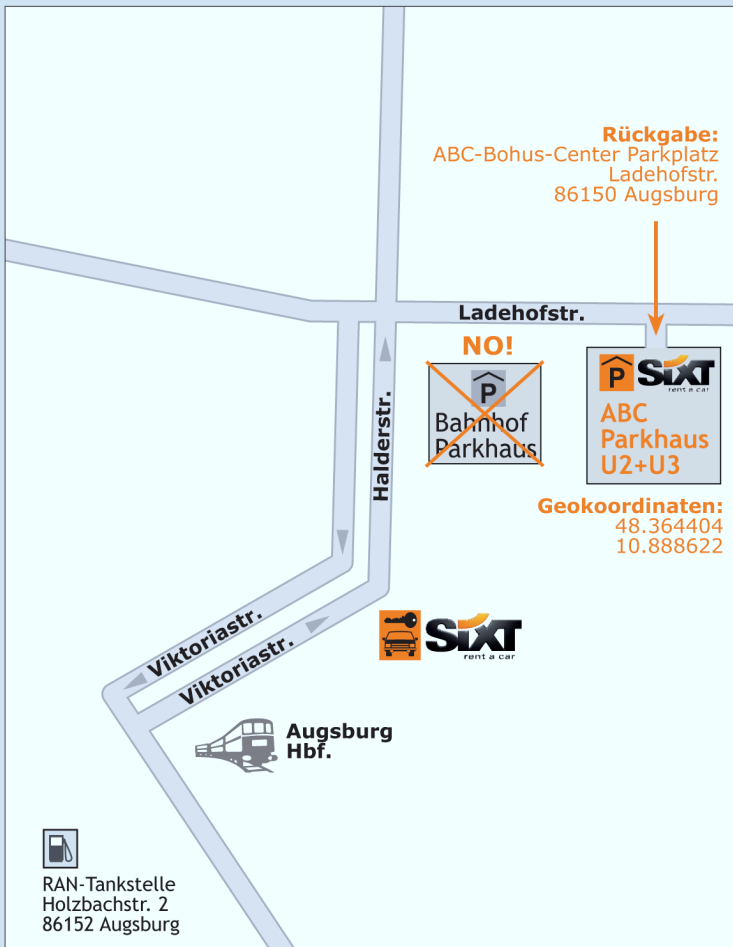 Rückgabe:
ABC-Bohus-Center Parkplatz
Ladehofstr.
86150 Augsburg
Ladehofstr.
NO!
P
Bahnhof
Parkhaus
P SIXT
rent a car
ABC
Parkhaus
U2+U3
Geokoordinaten:
48.364404
10.888622
Halderstr.
Viktoriastr.
Viktoriastr.
SIXT
rent a car
Augsburg
Hbf.
RAN-Tankstelle
Holzbachstr. 2
86152 Augsburg